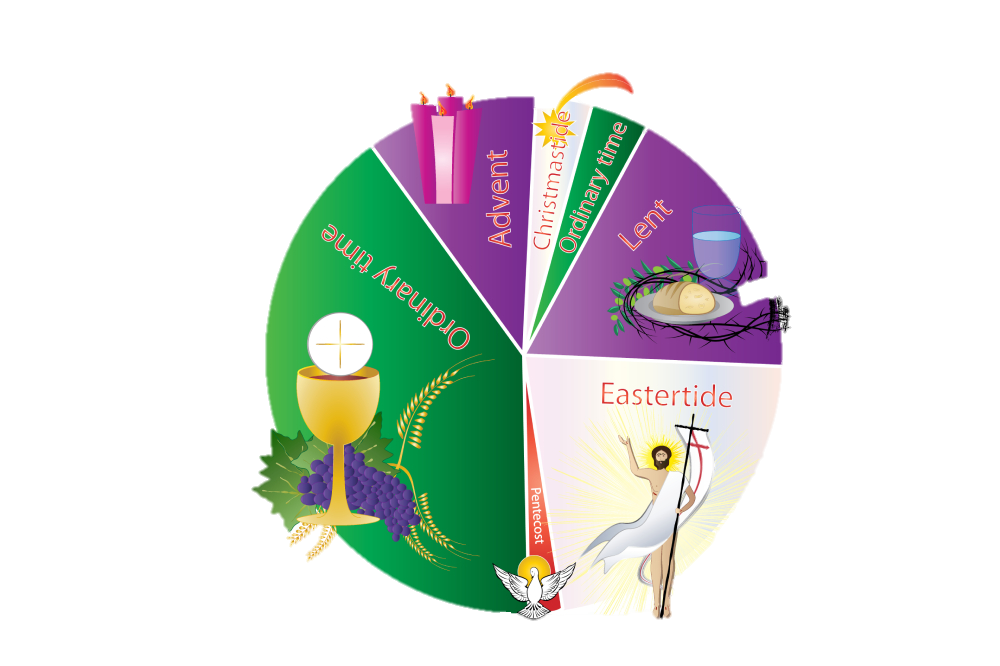 Advent
Christmastide
Ordinary time
Lent
Eastertide
Pentecost
Ordinary time